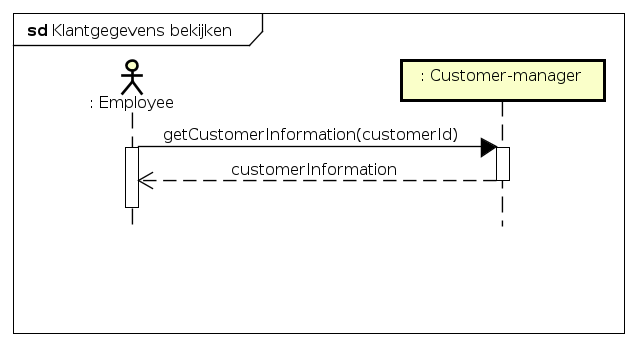 sd Klantgegevens bekijken
: Employee
: Customer-manager
getCustomerInformation(customerId)
customerInformation